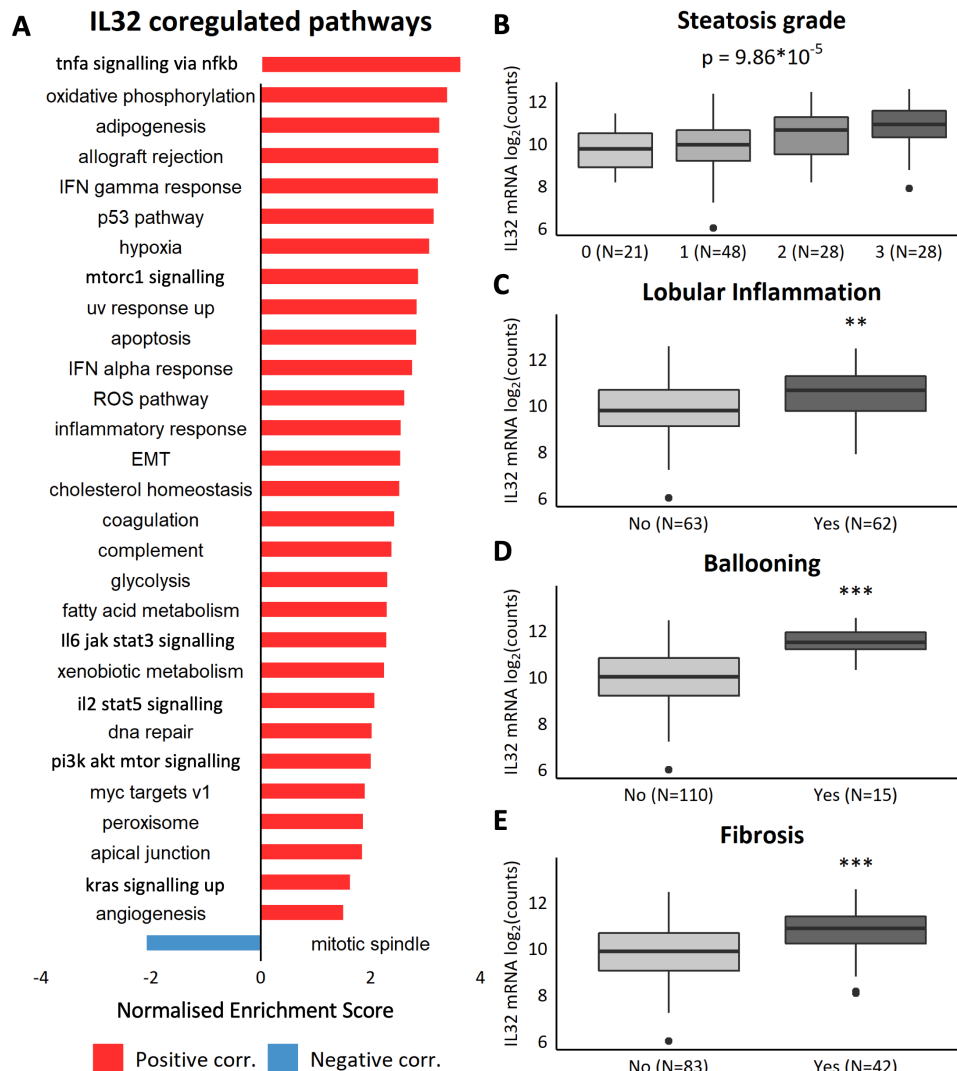 A
IL32 coregulated pathways
tnfa signalling via nfkb
oxidative phosphorylation
adipogenesis
allograft rejection
IFN gamma response
p53 pathway
hypoxia
mtorc1 signalling
uv response up
apoptosis
IFN alpha response
ROS pathway
inflammatory response
EMT
cholesterol homeostasis
coagulation
complement
glycolysis
fatty acid metabolism
Il6 jak stat3 signalling
xenobiotic metabolism
il2 stat5 signalling
dna repair
pi3k akt mtor signalling
myc targets v1
peroxisome
apical junction
kras signalling up
angiogenesis
mitotic spindle
-4 -2 0 2 4
Normalised Enrichment Score
Positive corr. Negative corr.
B
Steatosis grade
p = 9.86*10-5
IL32 mRNA log2(counts)
12
10
8
6
0 (N=21) 1 (N=48) 2 (N=28) 3 (N=28)
C
Lobular Inflammation
**
IL32 mRNA log2(counts)
12
10
8
6
No (N=63) Yes (N=62)
D
Ballooning
***
IL32 mRNA log2(counts)
12
10
8
6
No (N=110) Yes (N=15)
E
Fibrosis
***
IL32 mRNA log2(counts)
12
10
8
6
No (N=83) Yes (N=42)